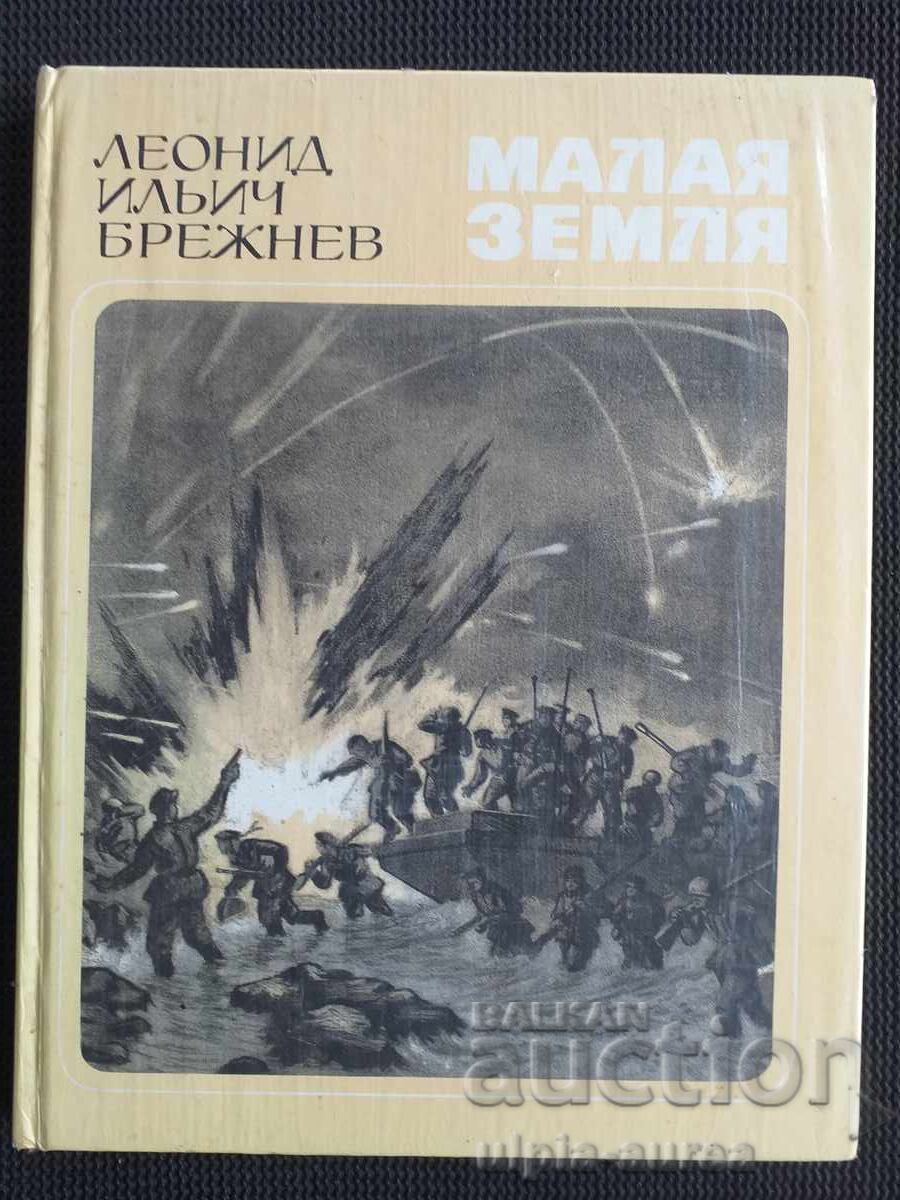 ЛЕОНИД
ИЛЬИЧ
БРЕЖНЕВ
МАЛАЯ
ЗЕМЛЯ
BALKAN
auction
ulpia-aurea